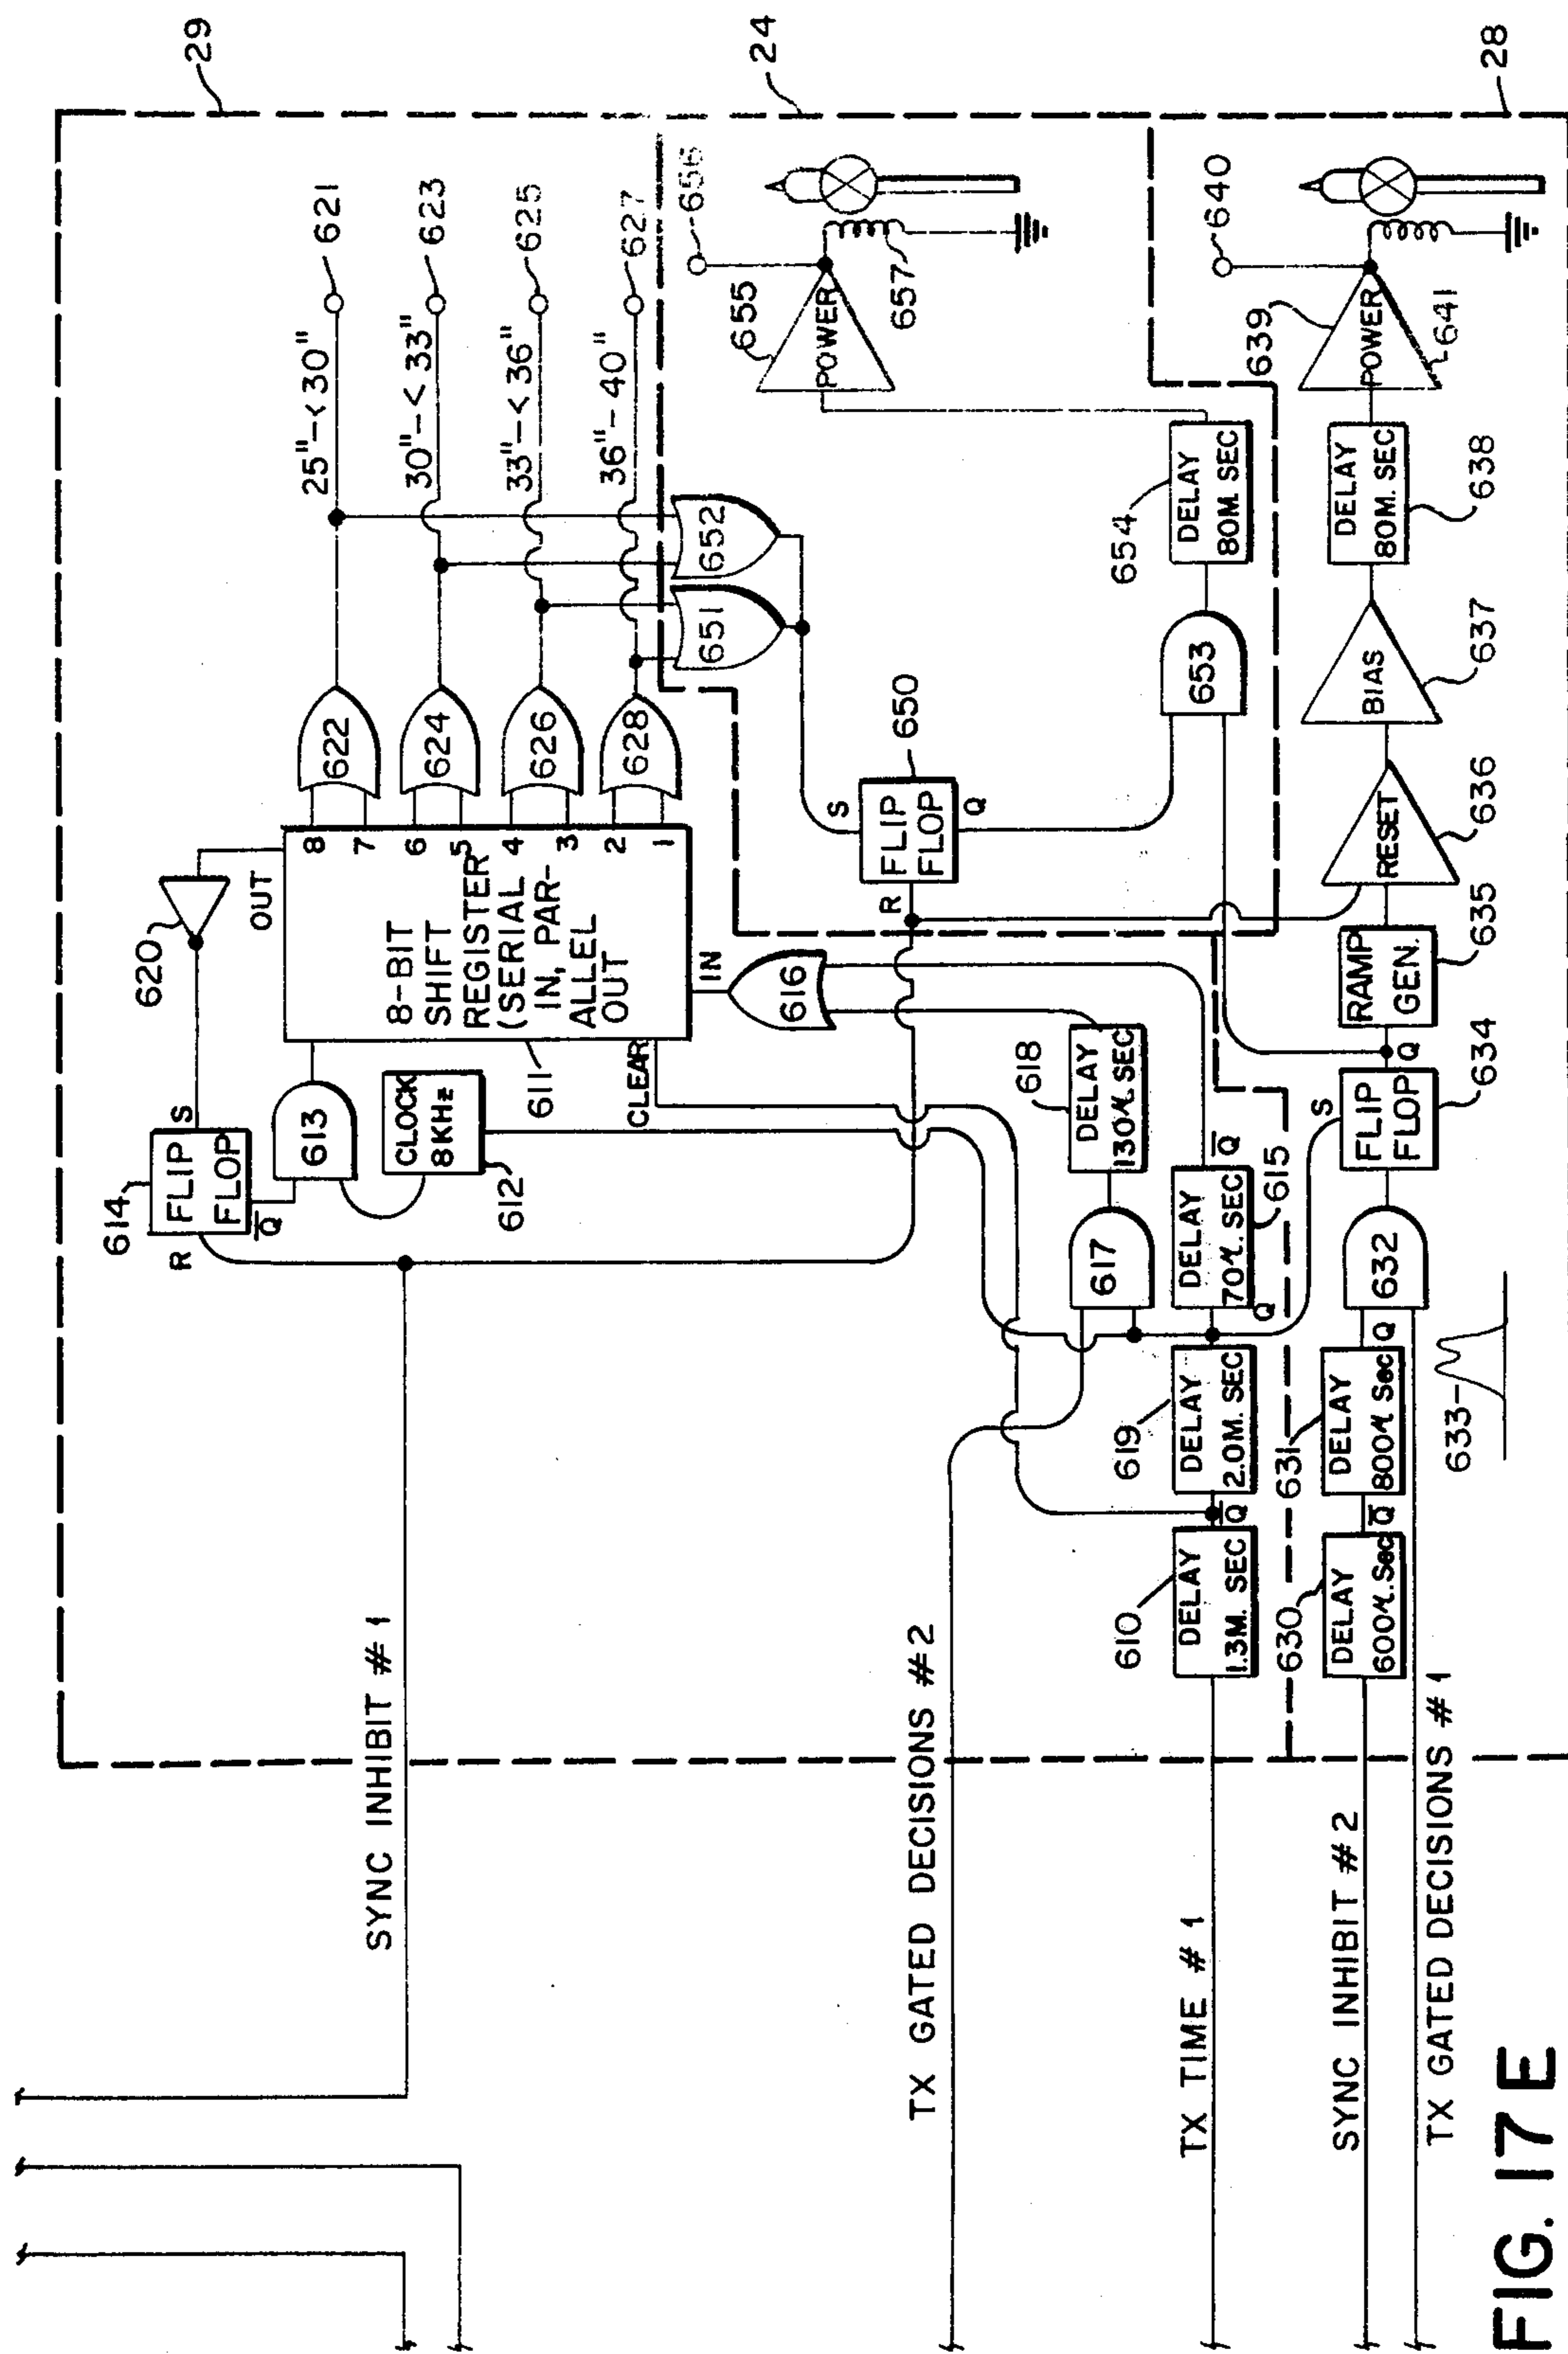 29
621
25"-<30"
622
623
30"-< 33"
624
625
33"-< 36"
626
627
36"-40"
628
620
OUT
8
7
6
5
4
3
2
1
8-BIT
SHIFT
REGISTER
(SERIAL
IN, PAR-
ALLEL
OUT
IN
CLEAR
611
614
FLIP
FLOP
S
R
Q
613
CLOCK
8KHz
612
SYNC INHIBIT # 1
616
24
656
655
POWER
657
652
651
650
S
FLIP
FLOP
R
Q
653
654
DELAY
80M. SEC
TX GATED DECISIONS #2
617
618
DELAY
130µ. SEC
TX TIME # 1
610
DELAY
1.3M. SEC
Q
619
DELAY
2.0M. SEC
DELAY
70µ. SEC
Q
Q
615
28
640
639
POWER
641
DELAY
80M. SEC
638
BIAS
637
RESET
636
RAMP
GEN.
635
S
FLIP
FLOP
Q
634
632
SYNC INHIBIT # 2
630
DELAY
600µ. Sec
Q
631
DELAY
800µ Sec
Q
633
TX GATED DECISIONS # 1
FIG. 17 E